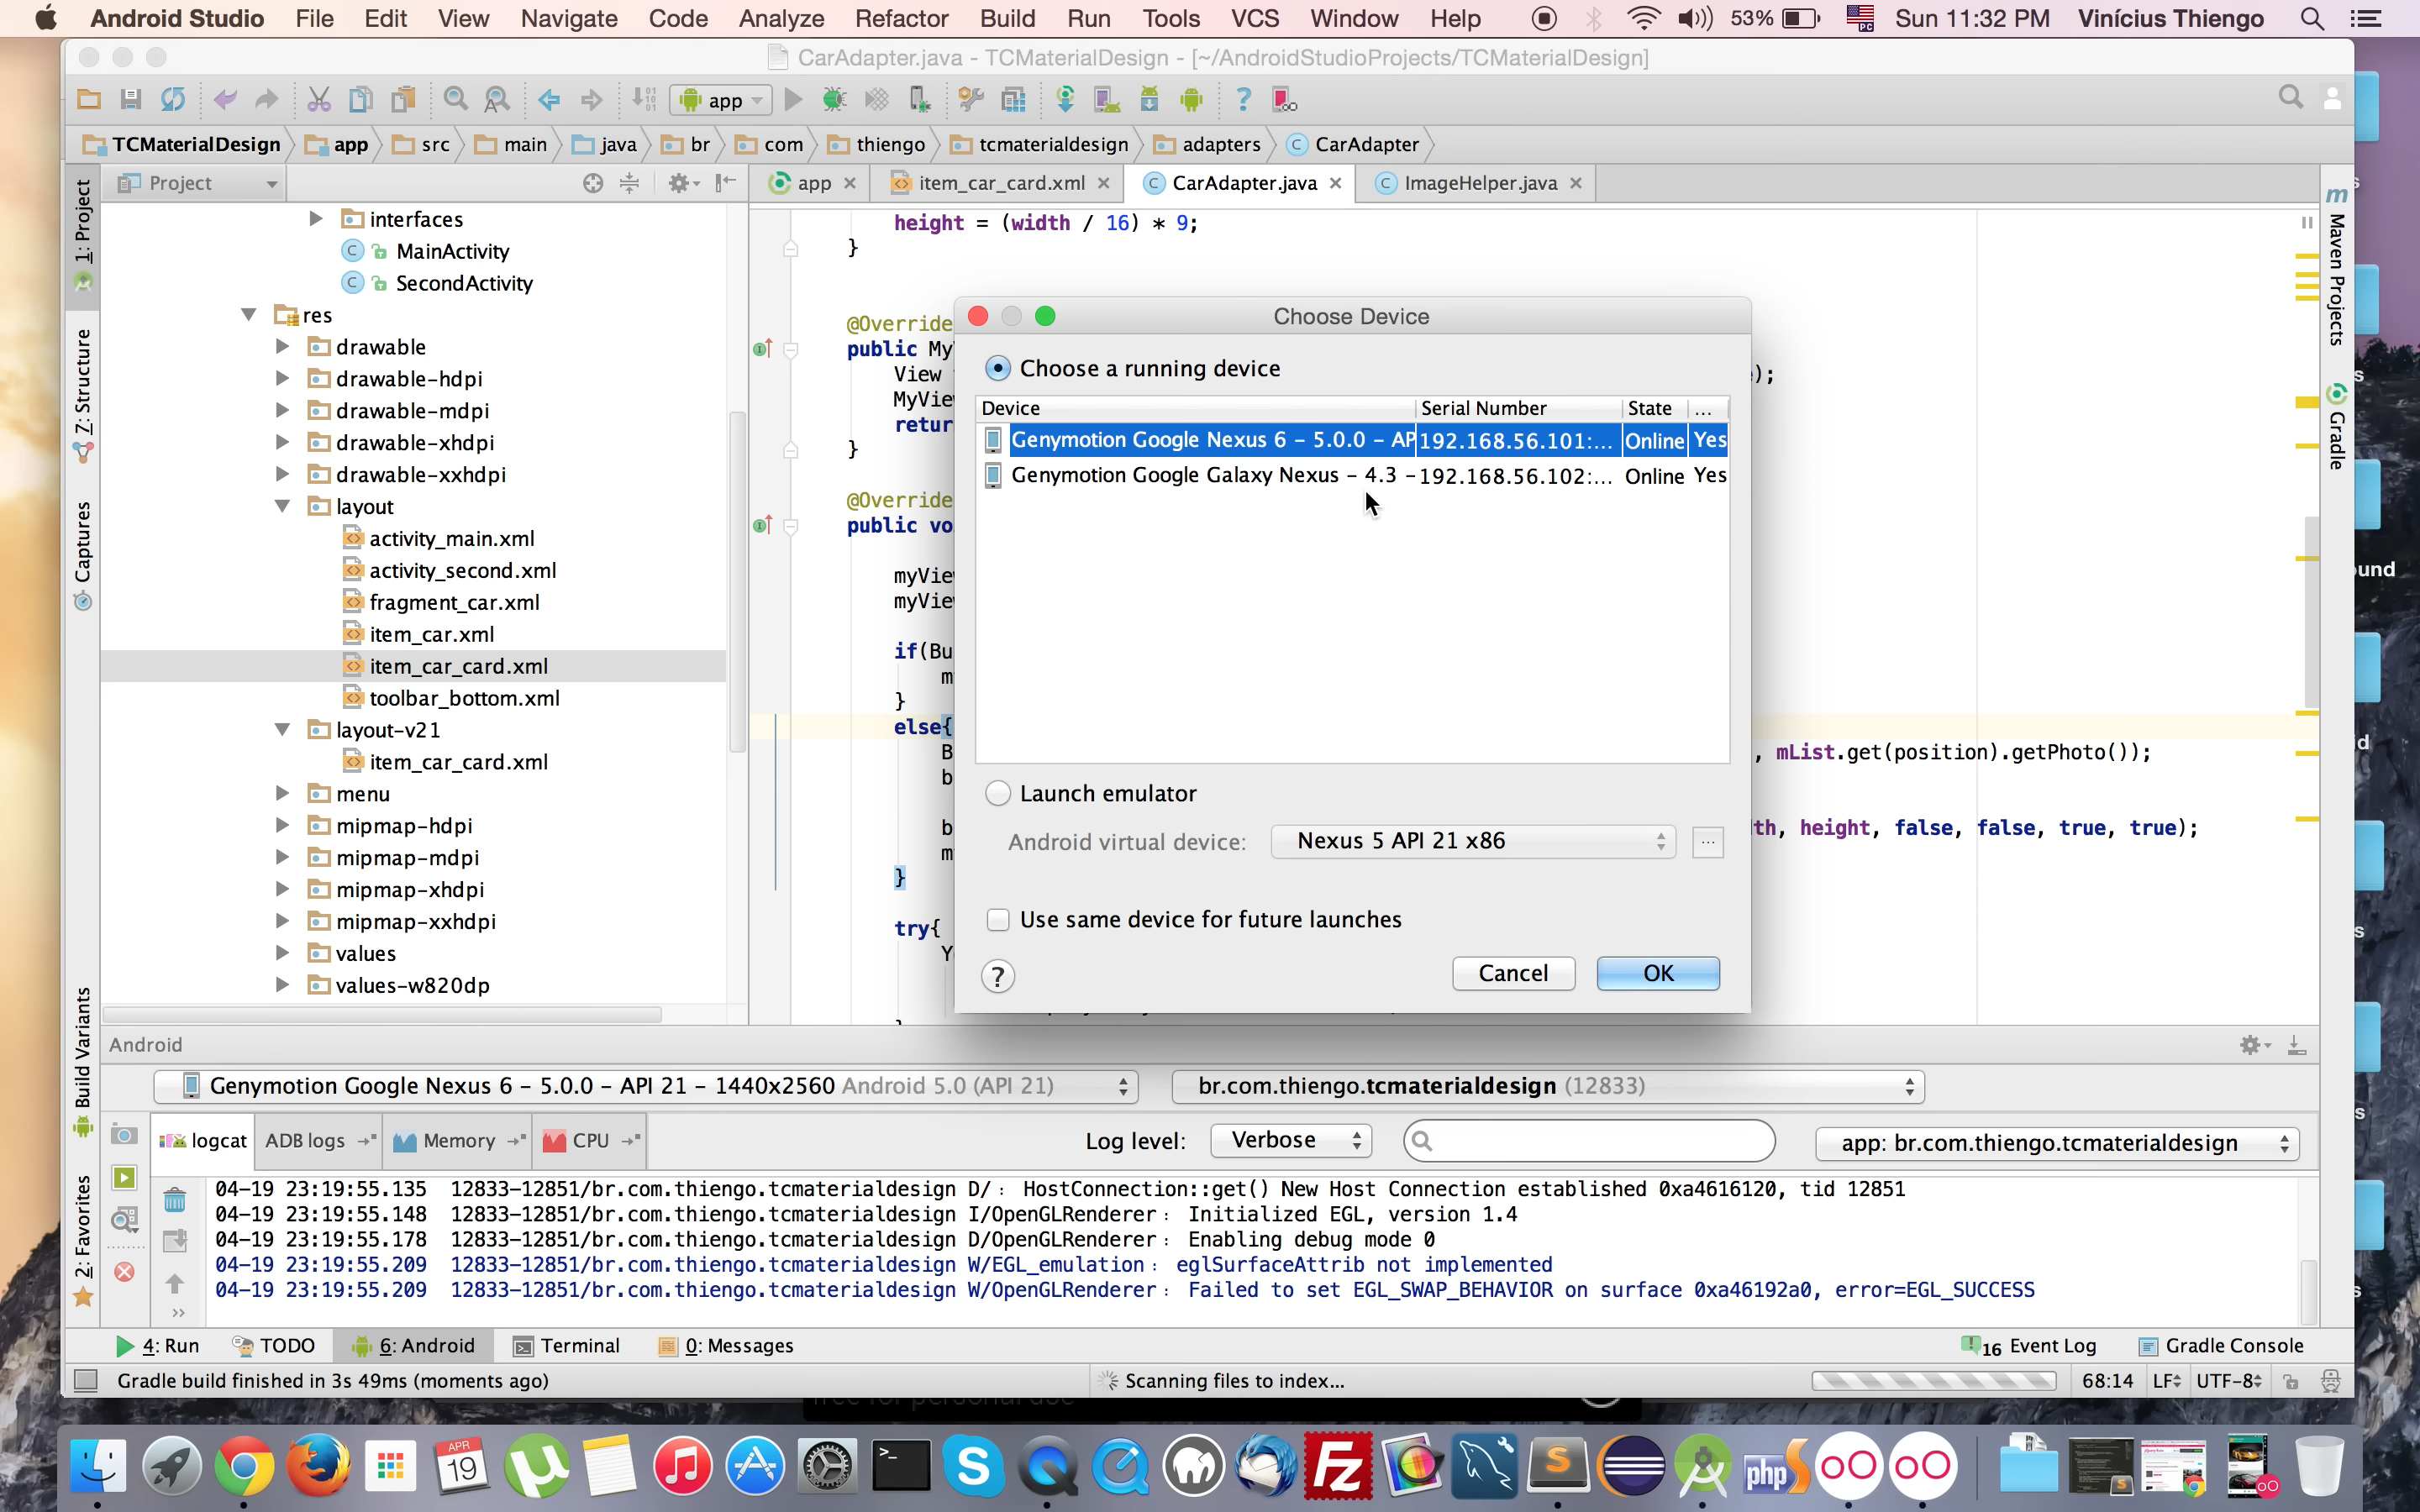 Android Studio File Edit View Navigate Code Analyze Refactor Build Run Tools VCS Window Help 53% Sun 11:32 PM Vinícius Thiengo
CarAdapter.java - TCMaterialDesign - [~/AndroidStudioProjects/TCMaterialDesign]
app
TCMaterialDesign app src main java br com thiengo tcmaterialdesign adapters CarAdapter
Project
app item_car_card.xml CarAdapter.java ImageHelper.java
1: Project
7: Structure
Captures
Build Variants
2: Favorites
Maven Projects
Gradle
interfaces
MainActivity
SecondActivity
res
drawable
drawable-hdpi
drawable-mdpi
drawable-xhdpi
drawable-xxhdpi
layout
activity_main.xml
activity_second.xml
fragment_car.xml
item_car.xml
item_car_card.xml
toolbar_bottom.xml
layout-v21
item_car_card.xml
menu
mipmap-hdpi
mipmap-mdpi
mipmap-xhdpi
mipmap-xxhdpi
values
values-w820dp
height = (width / 16) * 9;
}
@Override
public My
View );
MyVie
retur
}
@Override
public vo
myVie
myVie
if(Bu
m
}
else{
B , mList.get(position).getPhoto());
b
b th, height, false, false, true, true);
m
}
try{
Y
Choose Device
Choose a running device
Device Serial Number State ...
Genymotion Google Nexus 6 - 5.0.0 - AP 192.168.56.101:... Online Yes
Genymotion Google Galaxy Nexus - 4.3 - 192.168.56.102:... Online Yes
Launch emulator
Android virtual device: Nexus 5 API 21 x86 ...
Use same device for future launches
? Cancel OK
Android
Genymotion Google Nexus 6 - 5.0.0 - API 21 - 1440x2560 Android 5.0 (API 21) br.com.thiengo.tcmaterialdesign (12833)
logcat ADB logs Memory CPU Log level: Verbose app: br.com.thiengo.tcmaterialdesign
04-19 23:19:55.135 12833-12851/br.com.thiengo.tcmaterialdesign D/﹕ HostConnection::get() New Host Connection established 0xa4616120, tid 12851
04-19 23:19:55.148 12833-12851/br.com.thiengo.tcmaterialdesign I/OpenGLRenderer﹕ Initialized EGL, version 1.4
04-19 23:19:55.178 12833-12851/br.com.thiengo.tcmaterialdesign D/OpenGLRenderer﹕ Enabling debug mode 0
04-19 23:19:55.209 12833-12851/br.com.thiengo.tcmaterialdesign W/EGL_emulation﹕ eglSurfaceAttrib not implemented
04-19 23:19:55.209 12833-12851/br.com.thiengo.tcmaterialdesign W/OpenGLRenderer﹕ Failed to set EGL_SWAP_BEHAVIOR on surface 0xa46192a0, error=EGL_SUCCESS
4: Run TODO 6: Android Terminal 0: Messages 16 Event Log Gradle Console
Gradle build finished in 3s 49ms (moments ago) Scanning files to index... 68:14 LF UTF-8
und
APR
19
php